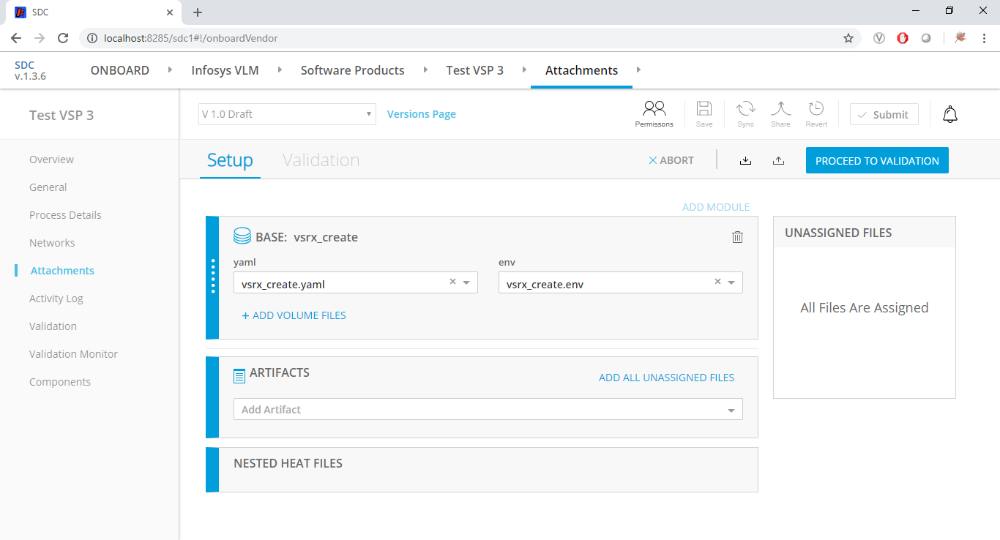 SDC
localhost:8285/sdc1#!/onboardVendor
SDC
v.1.3.6
ONBOARD Infosys VLM Software Products Test VSP 3 Attachments
Test VSP 3
V 1.0 Draft Versions Page Permissons Save Sync Share Revert Submit
Overview
General
Process Details
Networks
Attachments
Activity Log
Validation
Validation Monitor
Components
Setup Validation ABORT PROCEED TO VALIDATION
ADD MODULE
BASE: vsrx_create
yaml env
vsrx_create.yaml vsrx_create.env
+ ADD VOLUME FILES
ARTIFACTS
ADD ALL UNASSIGNED FILES
Add Artifact
NESTED HEAT FILES
UNASSIGNED FILES
All Files Are Assigned